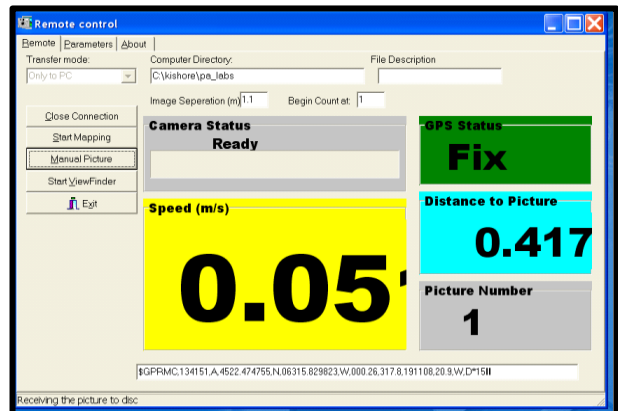 Remote control
Remote Parameters About
Transfer mode: Computer Directory: File Description
Only to PC C:\kishore\pa_labs
Image Seperation (m) 1.1 Begin Count at: 1
Close Connection
Start Mapping
Manual Picture
Start ViewFinder
Exit
Camera Status
Ready
GPS Status
Fix
Speed (m/s)
0.05
Distance to Picture
0.417
Picture Number
1
$GPRMC,134151,A,4522.474755,N,06315.829823,W,000.26,317.8,191108,20.9,W,D*15
Receiving the picture to disc